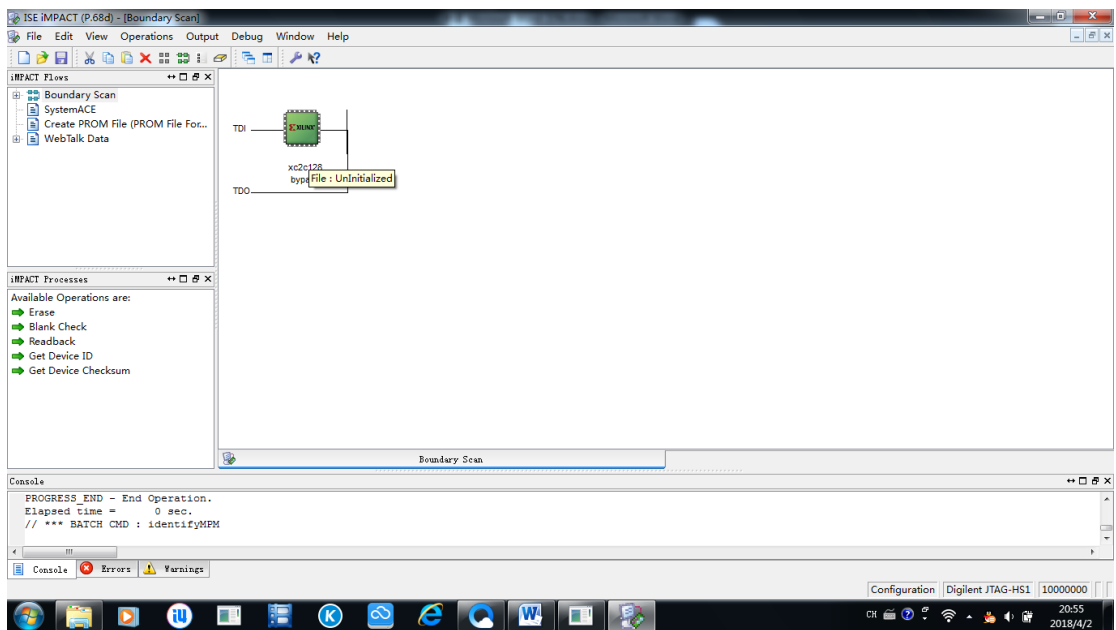 ISE iMPACT (P.68d) - [Boundary Scan]
File Edit View Operations Output Debug Window Help
iMPACT Flows
Boundary Scan
SystemACE
Create PROM File (PROM File For...
WebTalk Data
TDI
XILINX
xc2c128
File : UnInitialized
TDO
iMPACT Processes
Available Operations are:
Erase
Blank Check
Readback
Get Device ID
Get Device Checksum
Boundary Scan
Console
PROGRESS_END - End Operation.
Elapsed time = 0 sec.
// *** BATCH CMD : identifyMPM
Console Errors Warnings
Configuration Digilent JTAG-HS1 10000000
CH
20:55
2018/4/2